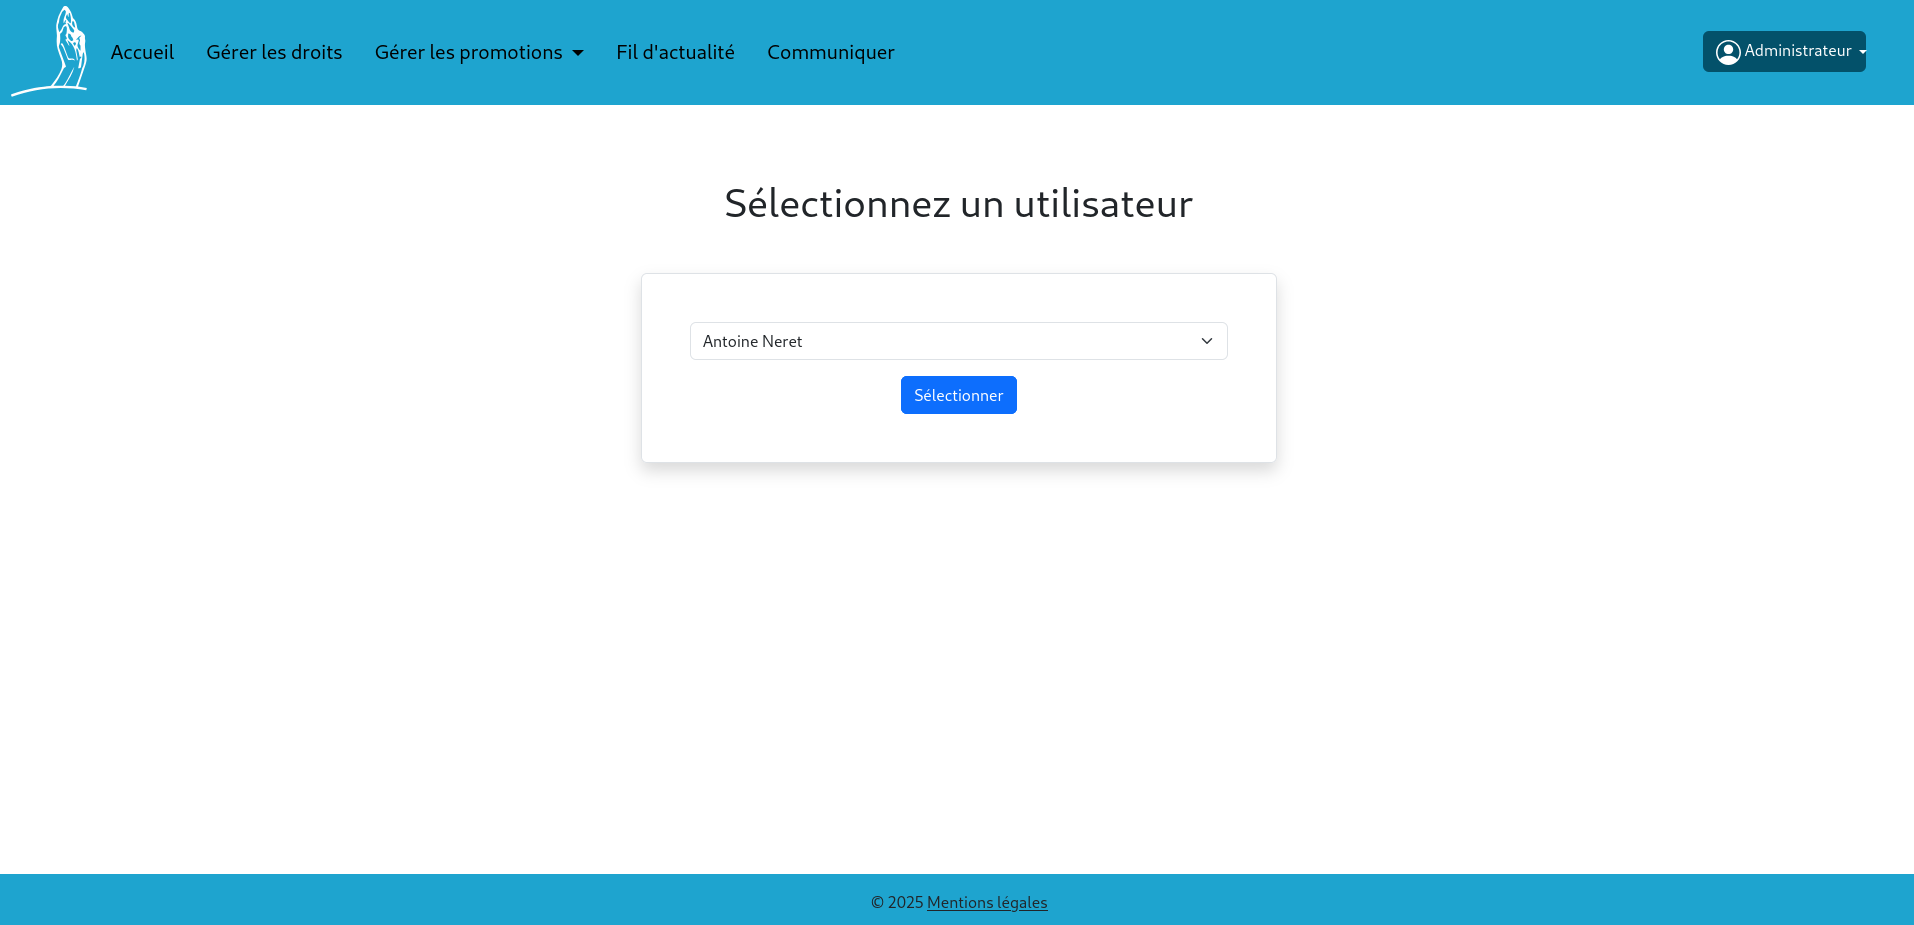 Accueil Gérer les droits Gérer les promotions Fil d'actualité Communiquer Administrateur
Sélectionnez un utilisateur
Antoine Neret
Sélectionner
© 2025 Mentions légales